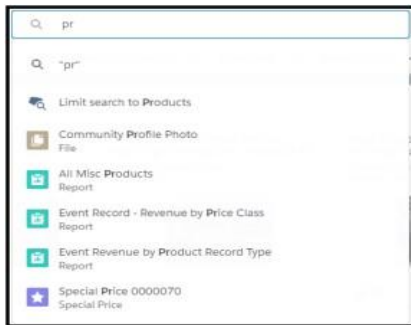 pr
"pr"
Limit search to Products
Community Profile Photo
File
All Misc Products
Report
Event Record - Revenue by Price Class
Report
Event Revenue by Product Record Type
Report
Special Price 0000070
Special Price